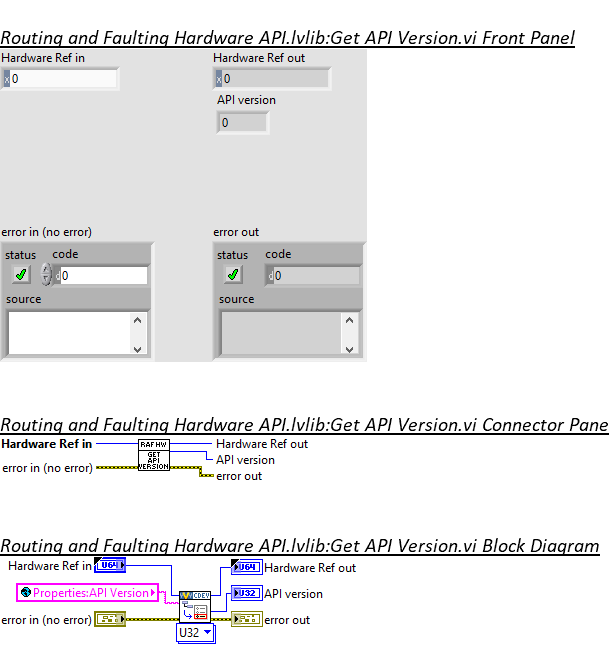 Routing and Faulting Hardware API.lvlib:Get API Version.vi Front Panel
Hardware Ref in
Hardware Ref out
x 0
x 0
API version
0
error in (no error)
error out
status code
status code
d 0
d 0
source
source
Routing and Faulting Hardware API.lvlib:Get API Version.vi Connector Pane
Hardware Ref in
RAF HW
GET
API
VERSION
Hardware Ref out
API version
error in (no error)
error out
Routing and Faulting Hardware API.lvlib:Get API Version.vi Block Diagram
Hardware Ref in U64
U64 Hardware Ref out
Properties:API Version
CDEV
U32 API version
error in (no error)
error out
U32